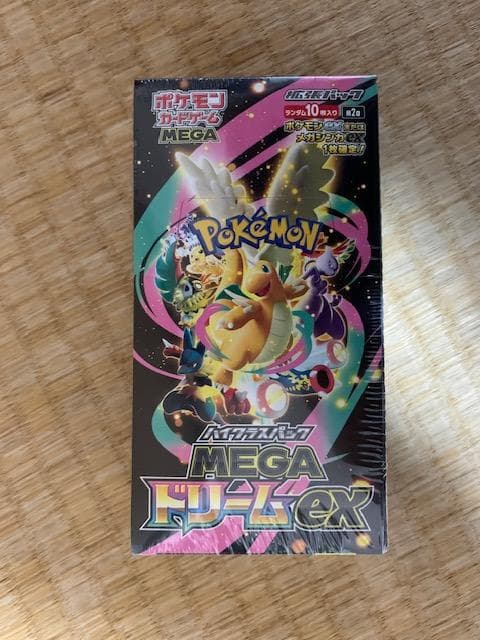 ポケモン
カードゲーム
MEGA
拡張パック
ランダム10枚入り
ポケモンexまたは
メガシンカex
1枚確定！
POKéMON
ハイクラスパック
MEGA
ドリームex